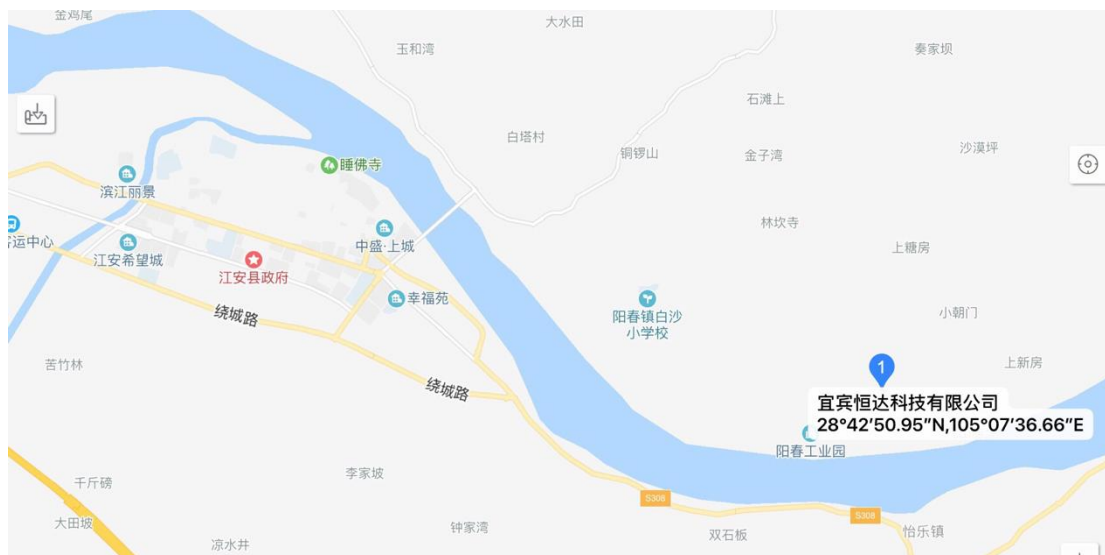 金鸡尾
大水田
玉和湾
秦家坝
石滩上
白塔村
铜锣山
金子湾
沙漠坪
睡佛寺
滨江丽景
林坎寺
运中心
中盛·上城
江安希望城
上糖房
江安县政府
幸福苑
绕城路
阳春镇白沙
小学校
小朝门
苦竹林
绕城路
上新房
1
宜宾恒达科技有限公司
28°42′50.95″N,105°07′36.66″E
阳春工业园
李家坡
千斤磅
S308
大田坡
钟家湾
双石板
S308
怡乐镇
凉水井